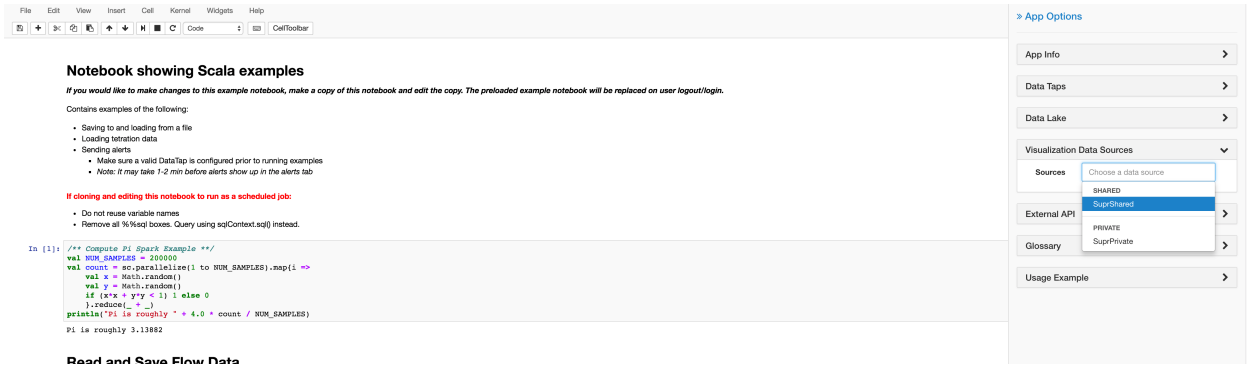 File Edit View Insert Cell Kernel Widgets Help
Code CellToolbar
Notebook showing Scala examples
If you would like to make changes to this example notebook, make a copy of this notebook and edit the copy. The preloaded example notebook will be replaced on user logout/login.
Contains examples of the following:
Saving to and loading from a file
Loading tetration data
Sending alerts
Make sure a valid DataTap is configured prior to running examples
Note: It may take 1-2 min before alerts show up in the alerts tab
If cloning and editing this notebook to run as a scheduled job:
Do not reuse variable names
Remove all %%sql boxes. Query using sqlContext.sql() instead.
In [1]: /** Compute Pi Spark Example **/
val NUM_SAMPLES = 200000
val count = sc.parallelize(1 to NUM_SAMPLES).map{i =>
val x = Math.random()
val y = Math.random()
if (x*x + y*y < 1) 1 else 0
}.reduce(_ + _)
println("Pi is roughly " + 4.0 * count / NUM_SAMPLES)
Pi is roughly 3.13882
Read and Save Flow Data
» App Options
App Info
Data Taps
Data Lake
Visualization Data Sources
Sources Choose a data source
SHARED
SuprShared
External API
PRIVATE
SuprPrivate
Glossary
Usage Example